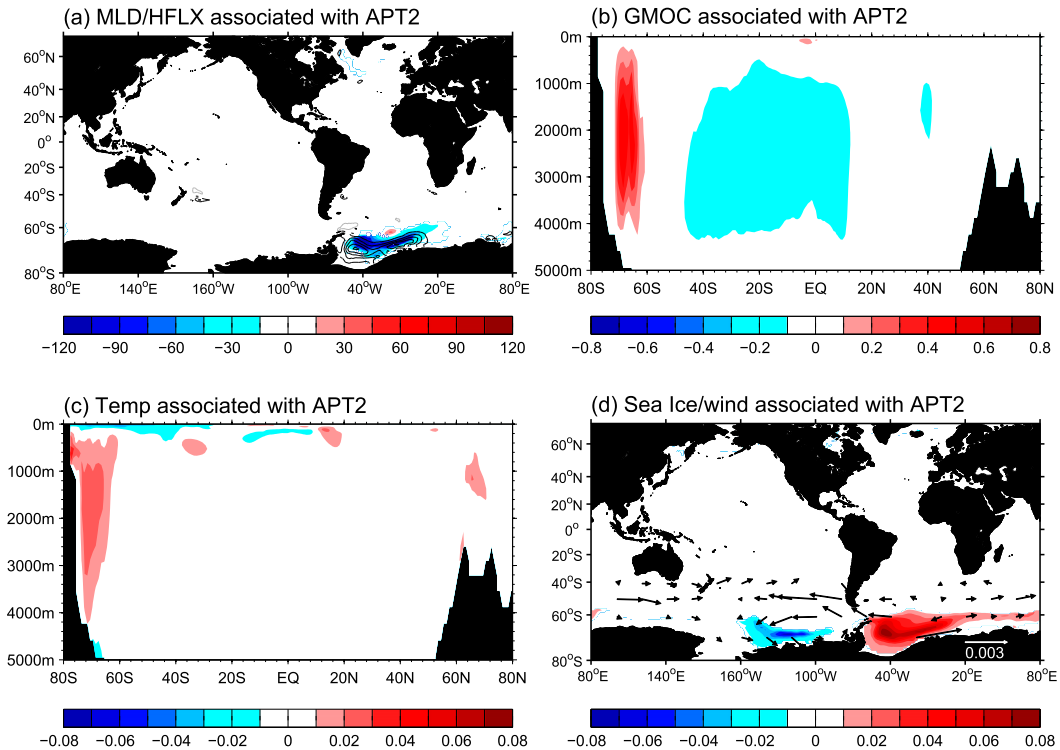 (a) MLD/HFLX associated with APT2
60°N
40°N
20°N
0°
20°S
40°S
60°S
80°S
80°E 140°E 160°W 100°W 40°W 20°E 80°E
−120 −90 −60 −30 0 30 60 90 120
(b) GMOC associated with APT2
0m
1000m
2000m
3000m
4000m
5000m
80S 60S 40S 20S EQ 20N 40N 60N 80N
−0.8 −0.6 −0.4 −0.2 0 0.2 0.4 0.6 0.8
(c) Temp associated with APT2
0m
1000m
2000m
3000m
4000m
5000m
80S 60S 40S 20S EQ 20N 40N 60N 80N
−0.08 −0.06 −0.04 −0.02 0 0.02 0.04 0.06 0.08
(d) Sea Ice/wind associated with APT2
60°N
40°N
20°N
0°
20°S
40°S
60°S
80°S
0.003
80°E 140°E 160°W 100°W 40°W 20°E 80°E
−0.08 −0.06 −0.04 −0.02 0 0.02 0.04 0.06 0.08